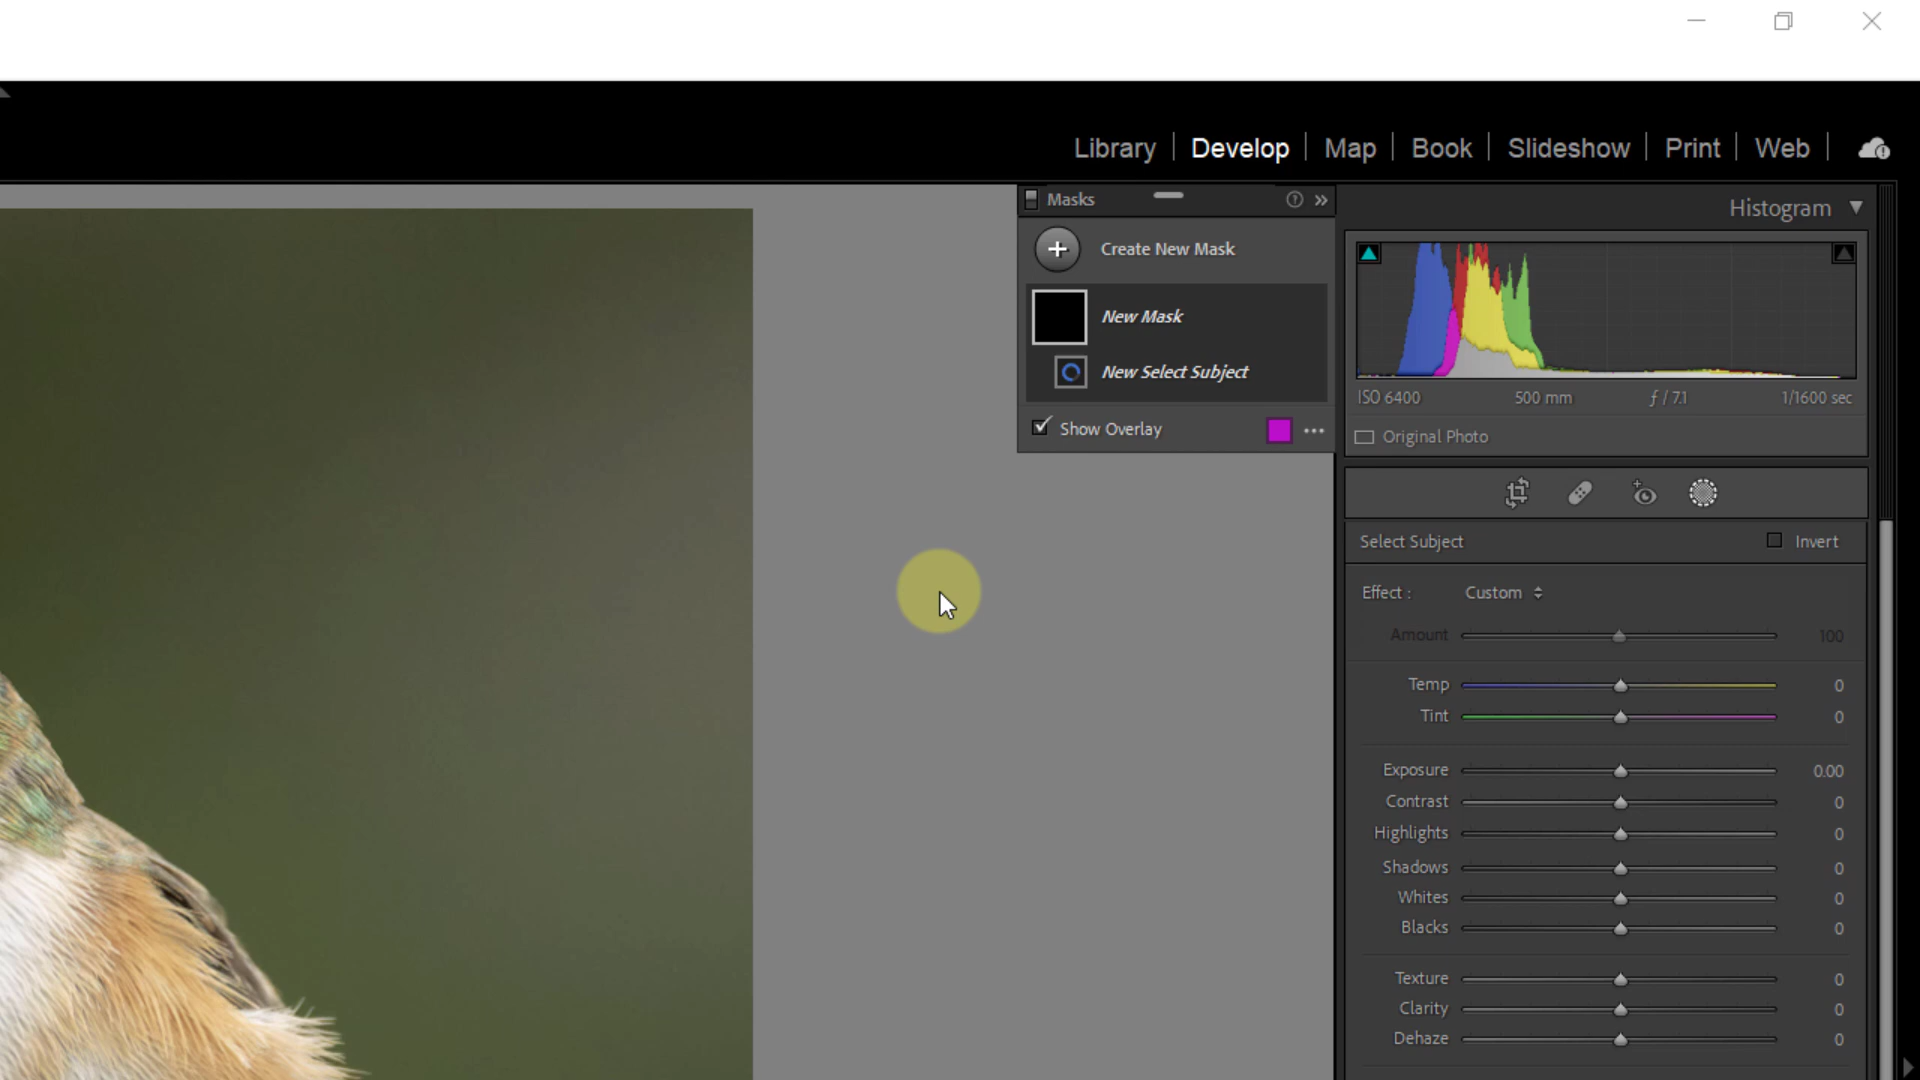 Library Develop Map Book Slideshow Print Web
Masks
Histogram
Create New Mask
New Mask
New Select Subject
ISO 6400 500 mm ƒ / 7.1 1/1600 sec
Show Overlay
Original Photo
Select Subject Invert
Effect : Custom
Amount 100
Temp 0
Tint 0
Exposure 0.00
Contrast 0
Highlights 0
Shadows 0
Whites 0
Blacks 0
Texture 0
Clarity 0
Dehaze 0